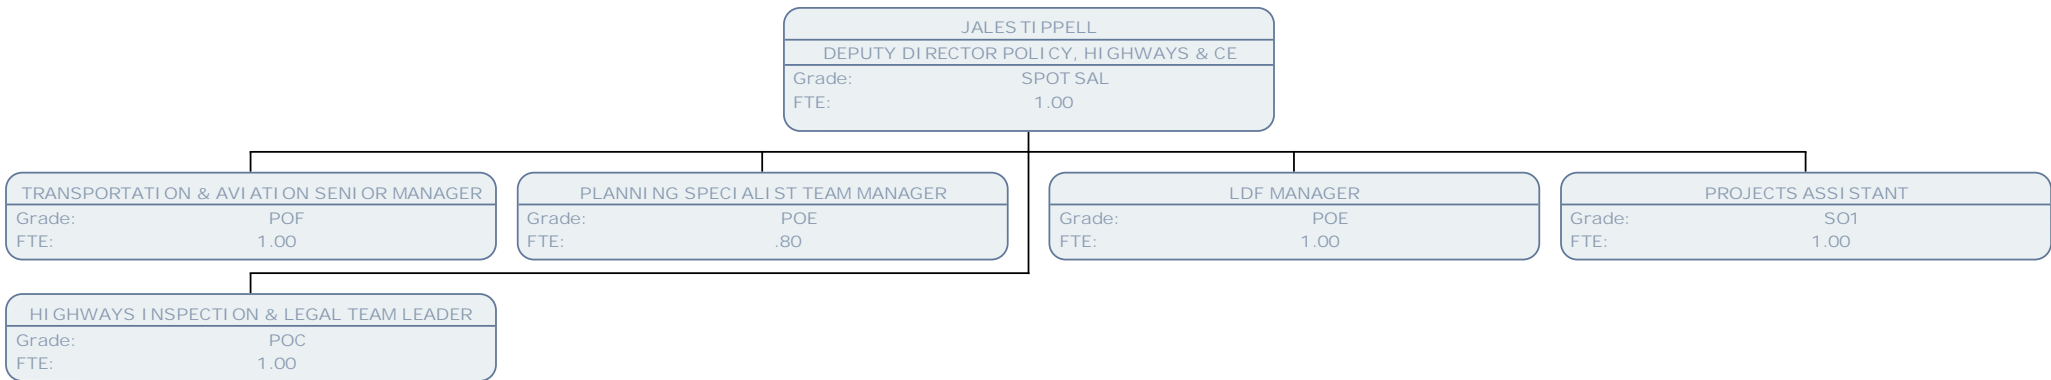 JALES TIPPELL
DEPUTY DIRECTOR POLICY, HIGHWAYS & CE
Grade: SPOT SAL
FTE: 1.00
TRANSPORTATION & AVIATION SENIOR MANAGER
Grade: POF
FTE: 1.00
PLANNING SPECIALIST TEAM MANAGER
Grade: POE
FTE: .80
LDF MANAGER
Grade: POE
FTE: 1.00
PROJECTS ASSISTANT
Grade: SO1
FTE: 1.00
HIGHWAYS INSPECTION & LEGAL TEAM LEADER
Grade: POC
FTE: 1.00